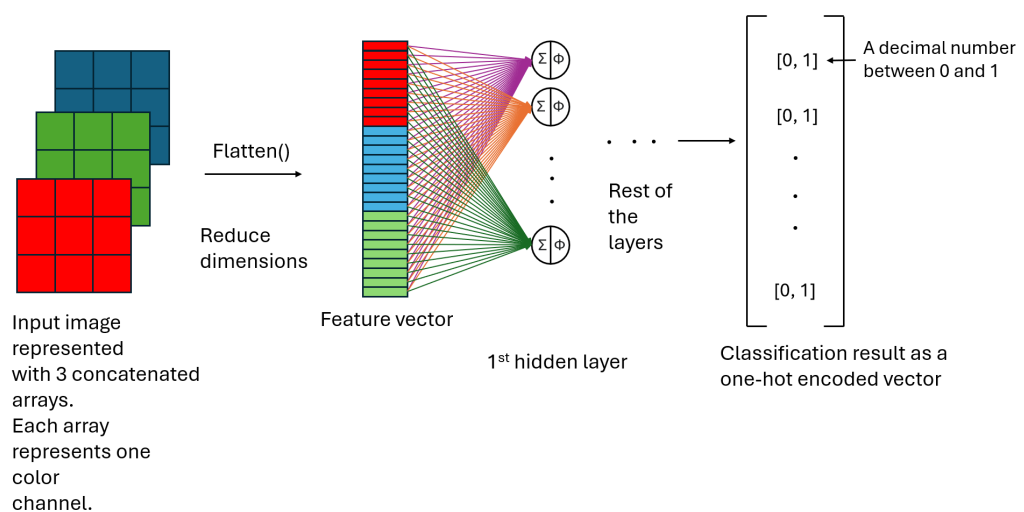 Flatten()
Reduce
dimensions
Input image
represented
with 3 concatenated
arrays.
Each array
represents one
color
channel.
Feature vector
Σ Φ
Σ Φ
Σ Φ
1st hidden layer
. . .
Rest of
the
layers
[0, 1]
[0, 1]
[0, 1]
A decimal number
between 0 and 1
Classification result as a
one-hot encoded vector